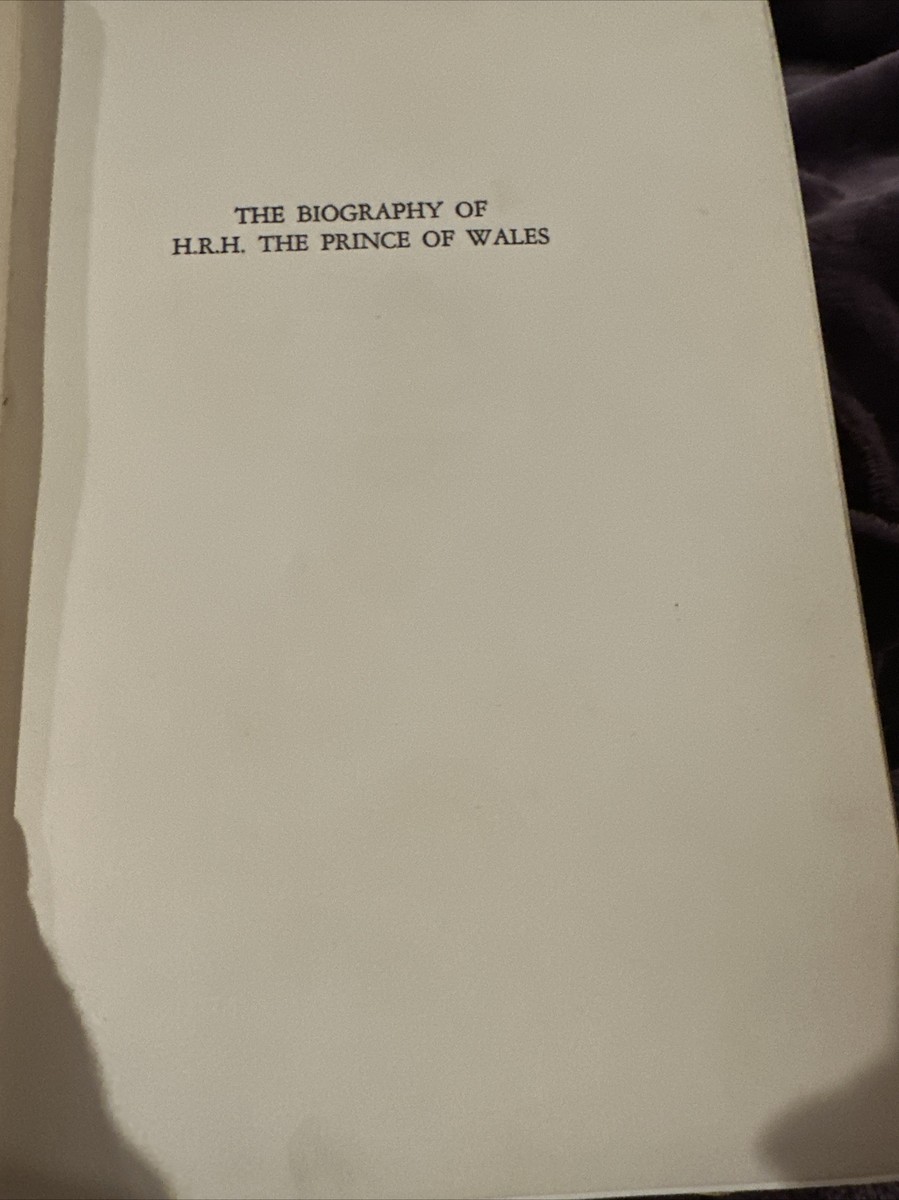 THE BIOGRAPHY OF
H.R.H. THE PRINCE OF WALES